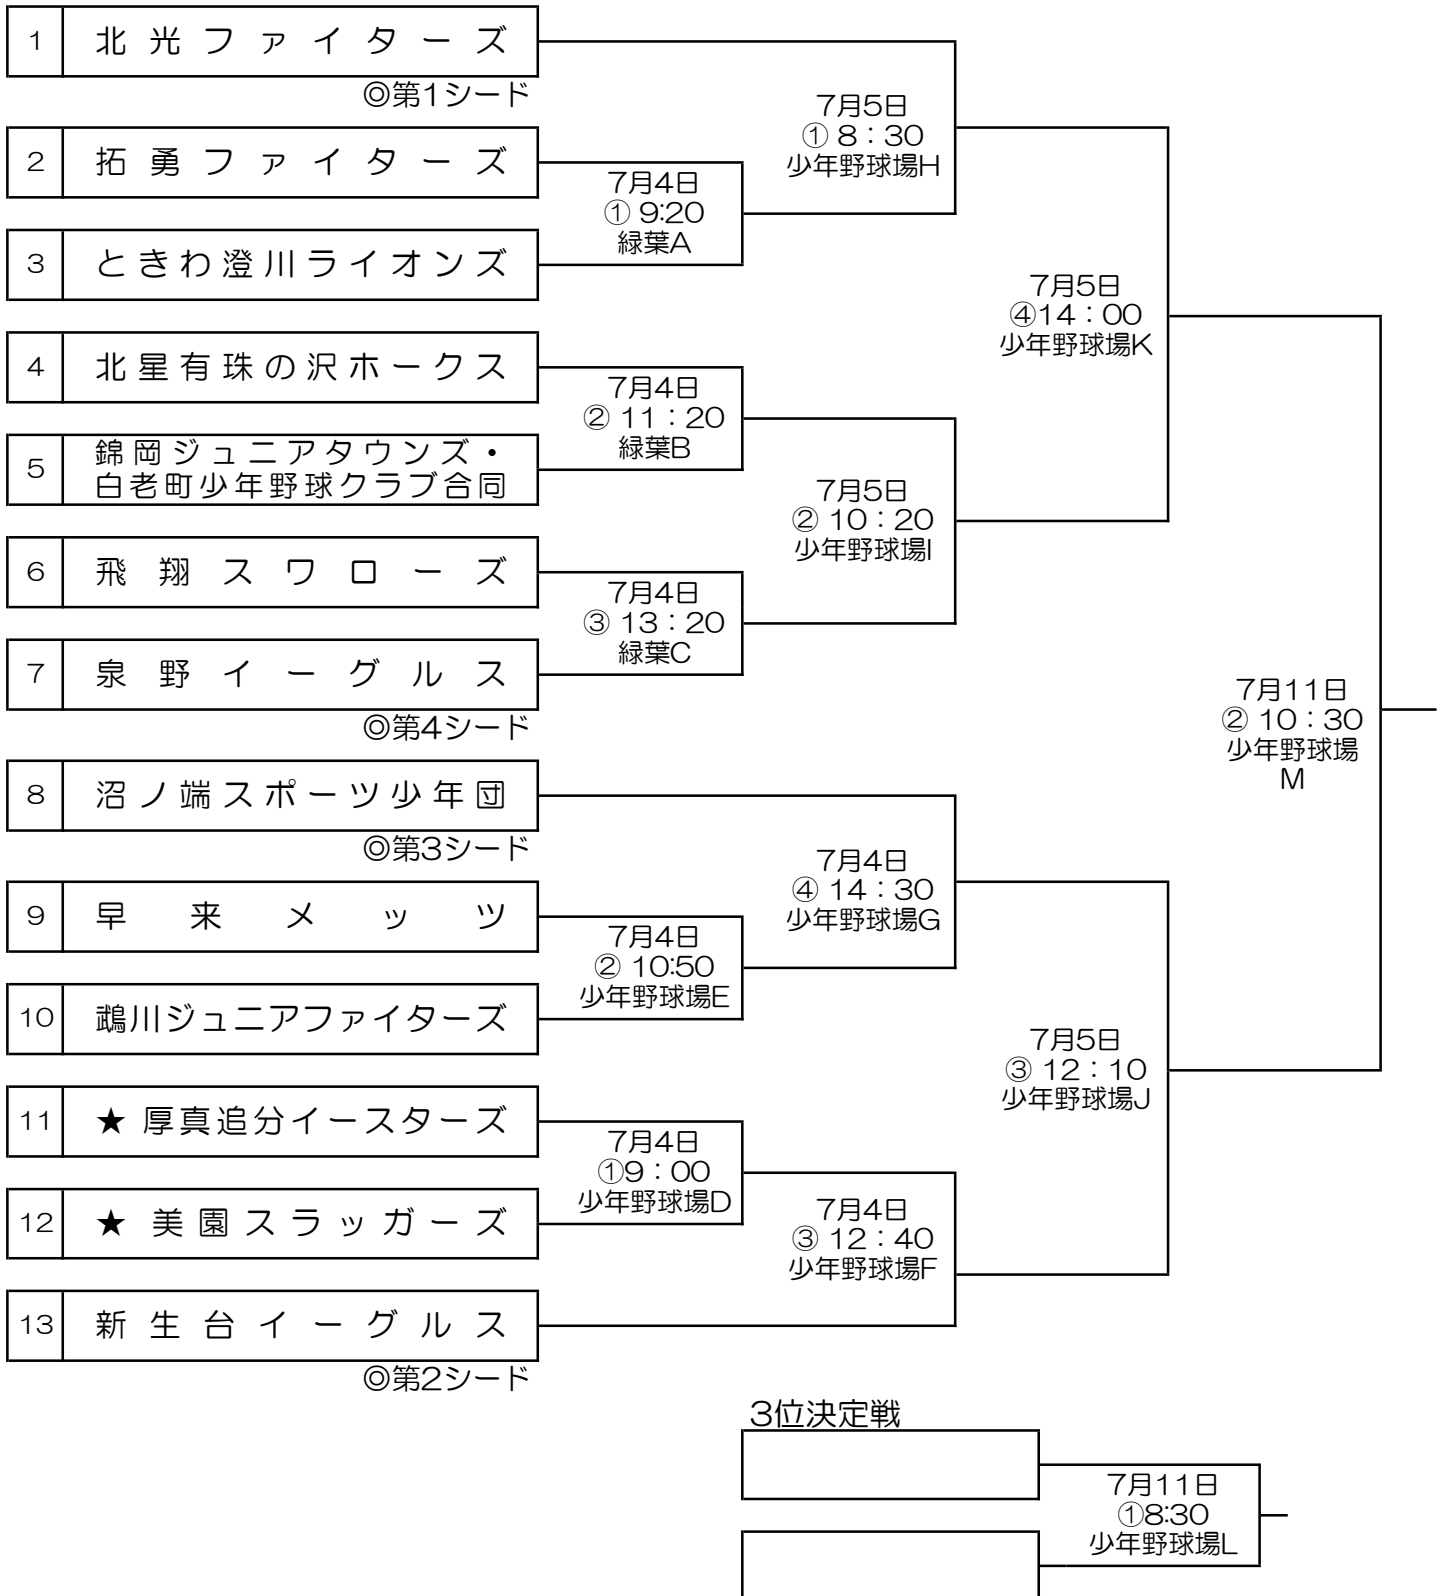 1 北光ファイターズ
◎第1シード
7月5日
① 8：30
少年野球場H
2 拓勇ファイターズ
7月4日
① 9:20
緑葉A
3 ときわ澄川ライオンズ
7月5日
④14：00
少年野球場K
4 北星有珠の沢ホークス
7月4日
② 11：20
緑葉B
5 錦岡ジュニアタウンズ・
白老町少年野球クラブ合同
7月5日
② 10：20
少年野球場I
6 飛翔スワローズ
7月4日
③ 13：20
緑葉C
7 泉野イーグルス
◎第4シード
7月11日
② 10：30
少年野球場
M
8 沼ノ端スポーツ少年団
◎第3シード
7月4日
④ 14：30
少年野球場G
9 早来メッツ
7月4日
② 10:50
少年野球場E
10 鵡川ジュニアファイターズ
7月5日
③ 12：10
少年野球場J
11 ★厚真追分イースターズ
7月4日
①9：00
少年野球場D
12 ★美園スラッガーズ
7月4日
③ 12：40
少年野球場F
13 新生台イーグルス
◎第2シード
3位決定戦
7月11日
①8:30
少年野球場L